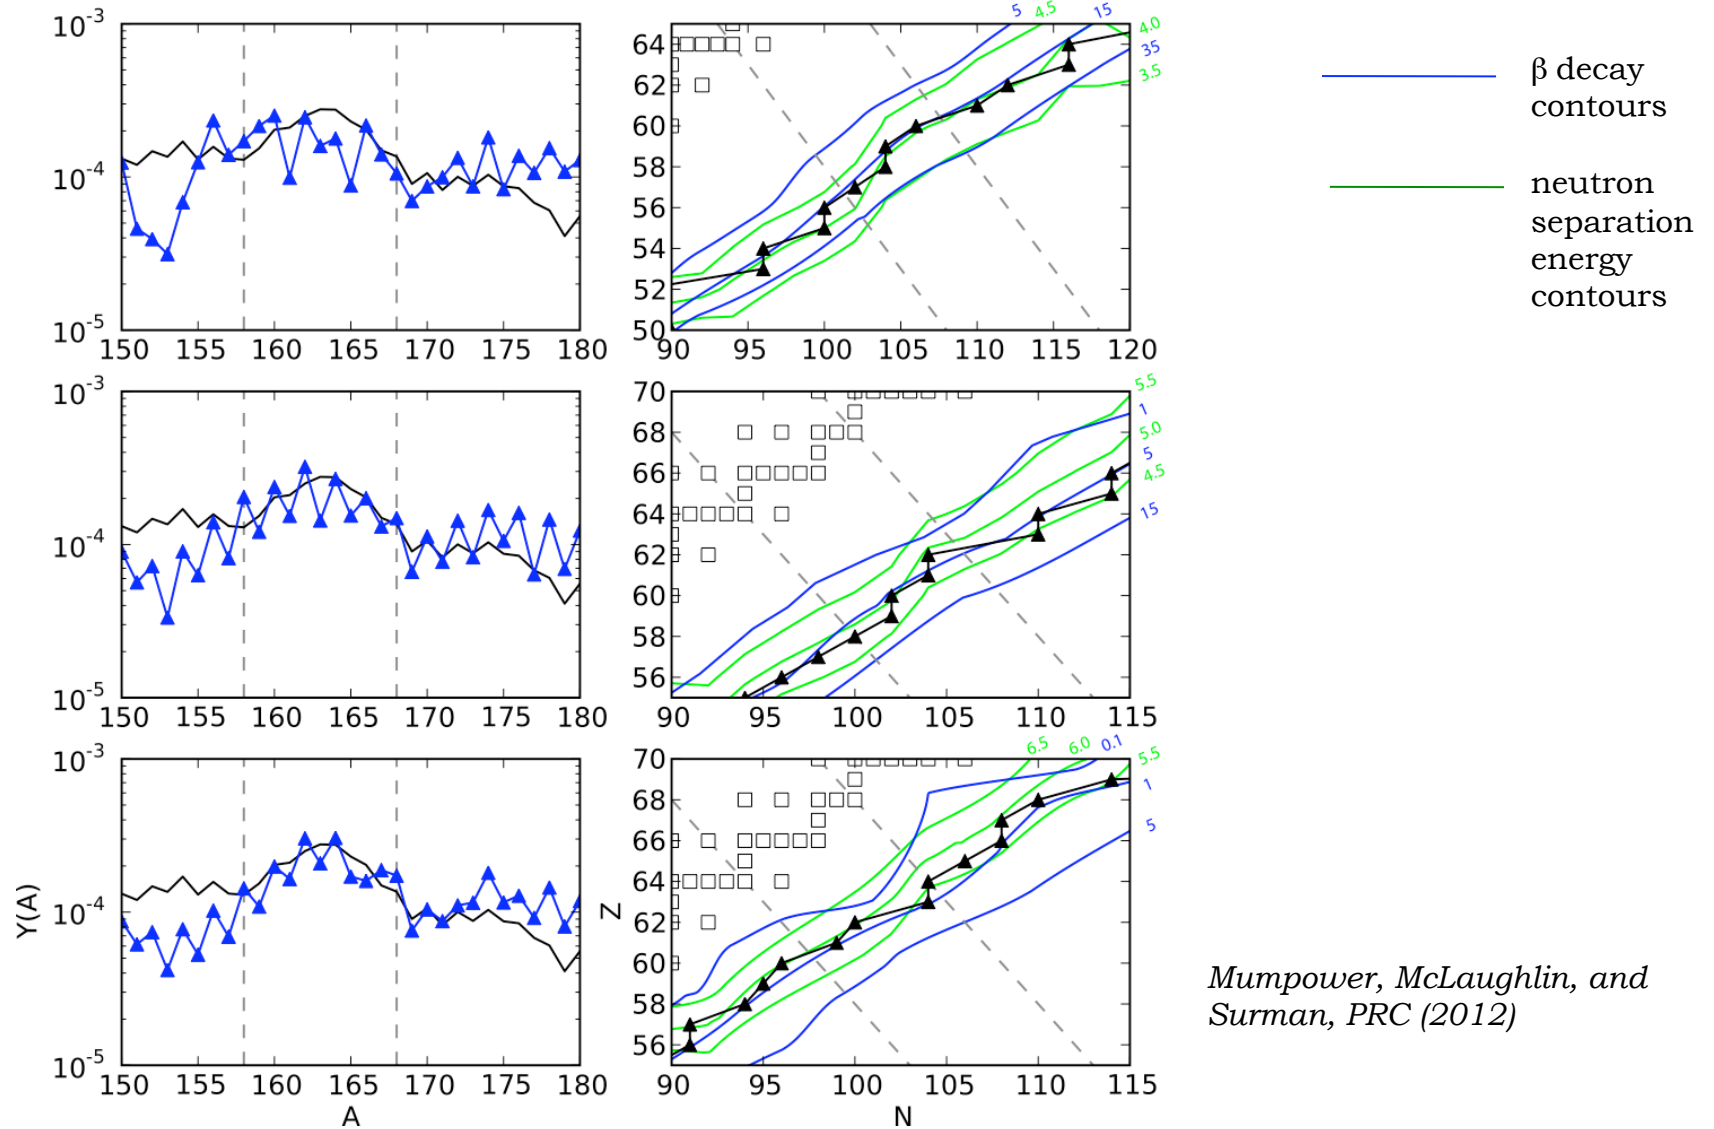 10-3
10-4
10-5
150 155 160 165 170 175 180
5 4.5 15
4.0
35
3.5
64
62
60
58
56
54
52
50
90 95 100 105 110 115 120
β decay
contours
neutron
separation
energy
contours
10-3
10-4
10-5
150 155 160 165 170 175 180
70
68
66
64
62
60
58
56
90 95 100 105 110 115
5.5
1
5.0
5
4.5
15
10-3
10-4
10-5
Y(A)
150 155 160 165 170 175 180
A
6.5 6.0 0.1
5.5
1
5
70
68
66
64
62
60
58
56
Z
90 95 100 105 110 115
N
Mumpower, McLaughlin, and
Surman, PRC (2012)